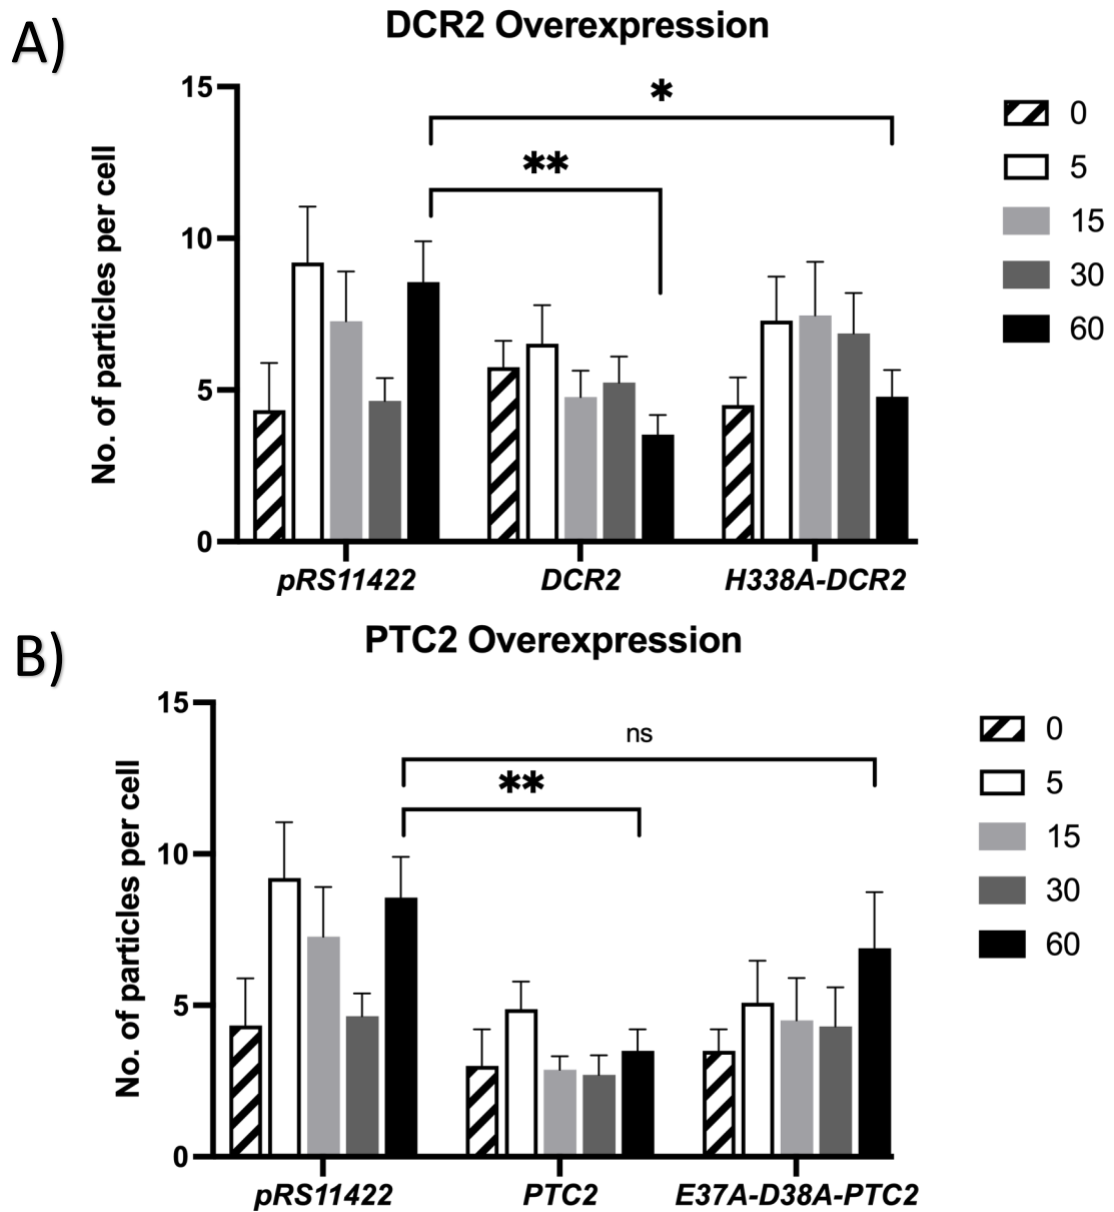 A)
DCR2 Overexpression
No. of particles per cell
15
10
5
0
*
**
0
5
15
30
60
pRS11422
DCR2
H338A-DCR2
B)
PTC2 Overexpression
No. of particles per cell
15
10
5
0
ns
**
0
5
15
30
60
pRS11422
PTC2
E37A-D38A-PTC2